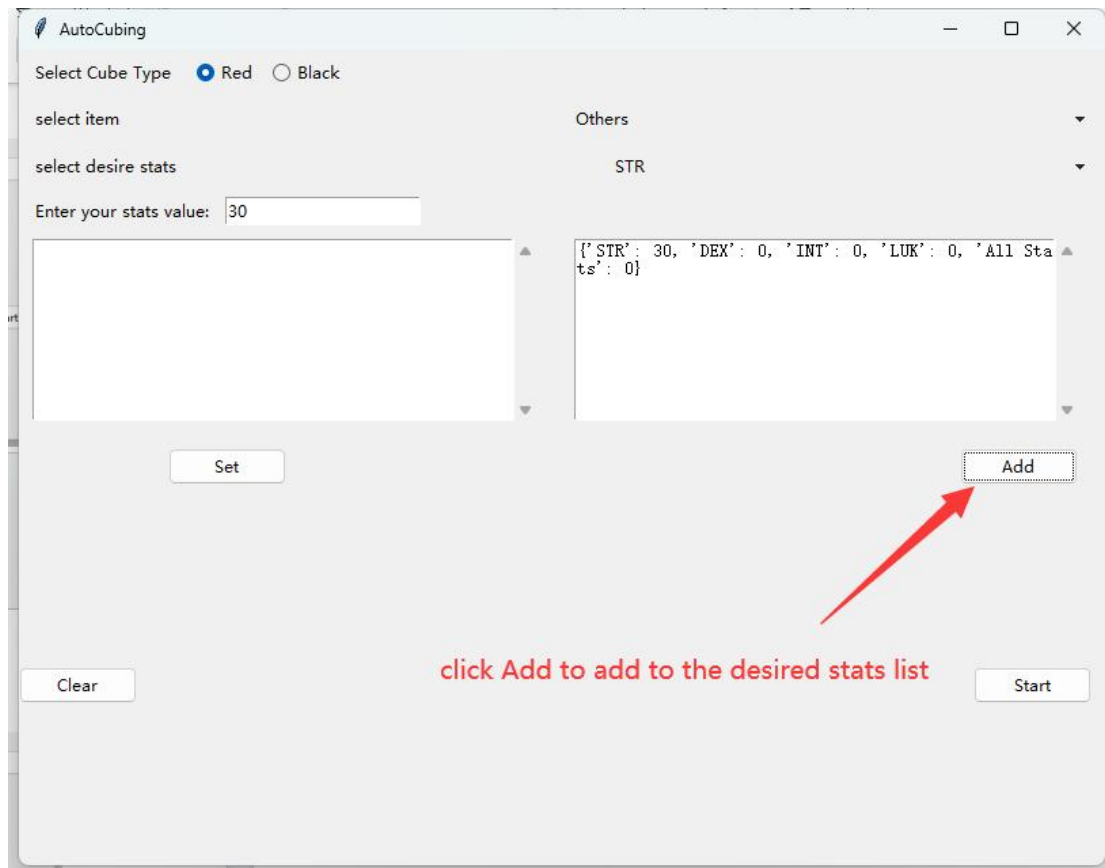 AutoCubing
Select Cube Type Red Black
select item Others
select desire stats STR
Enter your stats value: 30
{'STR': 30, 'DEX': 0, 'INT': 0, 'LUK': 0, 'All Sta
ts': 0}
Set Add
click Add to add to the desired stats list
Clear Start